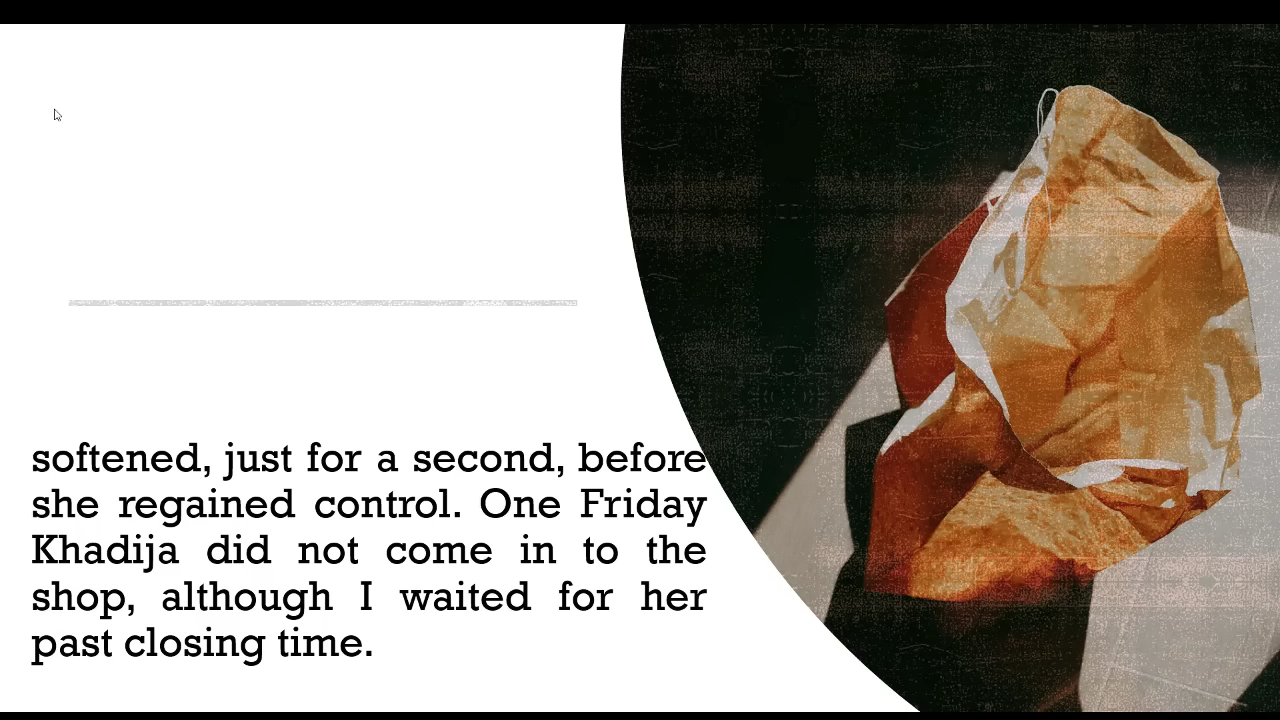 softened, just for a second, before
she regained control. One Friday
Khadija did not come in to the
shop, although I waited for her
past closing time.